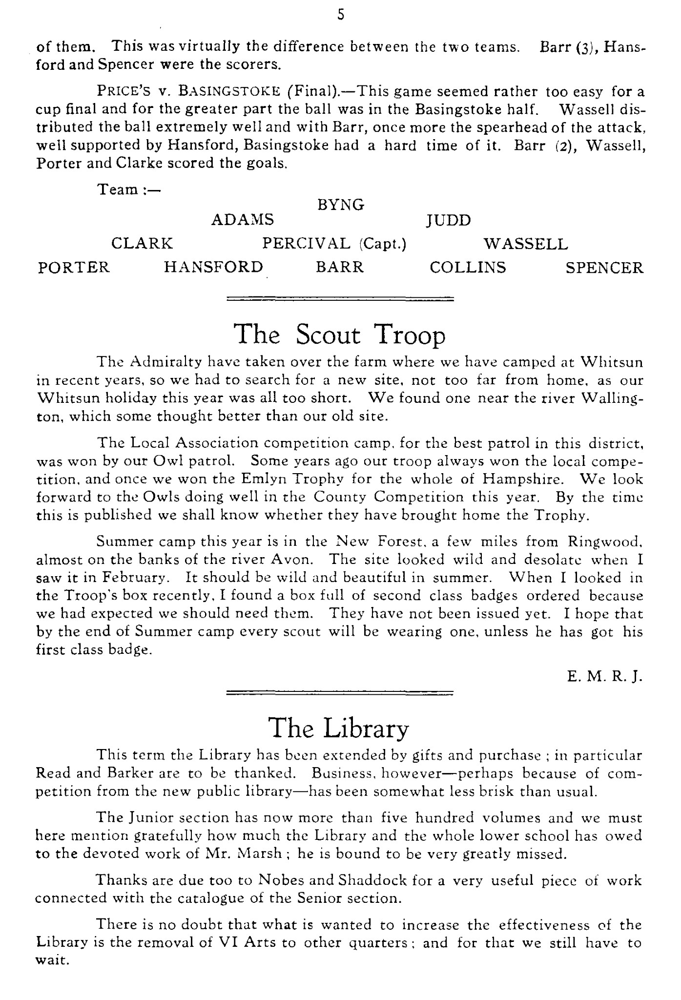 5
of them. This was virtually the difference between the two teams. Barr (3), Hans-
ford and Spencer were the scorers.
PRICE'S v. BASINGSTOKE (Final).—This game seemed rather too easy for a
cup final and for the greater part the ball was in the Basingstoke half. Wassell dis-
tributed the ball extremely well and with Barr, once more the spearhead of the attack,
well supported by Hansford, Basingstoke had a hard time of it. Barr (2), Wassell,
Porter and Clarke scored the goals.
Team :—
BYNG
ADAMS JUDD
CLARK PERCIVAL (Capt.) WASSELL
PORTER HANSFORD BARR COLLINS SPENCER
The Scout Troop
The Admiralty have taken over the farm where we have camped at Whitsun
in recent years, so we had to search for a new site, not too far from home, as our
Whitsun holiday this year was all too short. We found one near the river Walling-
ton, which some thought better than our old site.
The Local Association competition camp, for the best patrol in this district,
was won by our Owl patrol. Some years ago our troop always won the local compe-
tition, and once we won the Emlyn Trophy for the whole of Hampshire. We look
forward to the Owls doing well in the County Competition this year. By the time
this is published we shall know whether they have brought home the Trophy.
Summer camp this year is in the New Forest, a few miles from Ringwood,
almost on the banks of the river Avon. The site looked wild and desolate when I
saw it in February. It should be wild and beautiful in summer. When I looked in
the Troop's box recently, I found a box full of second class badges ordered because
we had expected we should need them. They have not been issued yet. I hope that
by the end of Summer camp every scout will be wearing one, unless he has got his
first class badge.
E. M. R. J.
The Library
This term the Library has been extended by gifts and purchase ; in particular
Read and Barker are to be thanked. Business, however—perhaps because of com-
petition from the new public library—has been somewhat less brisk than usual.
The Junior section has now more than five hundred volumes and we must
here mention gratefully how much the Library and the whole lower school has owed
to the devoted work of Mr. Marsh ; he is bound to be very greatly missed.
Thanks are due too to Nobes and Shaddock for a very useful piece of work
connected with the catalogue of the Senior section.
There is no doubt that what is wanted to increase the effectiveness of the
Library is the removal of VI Arts to other quarters ; and for that we still have to
wait.